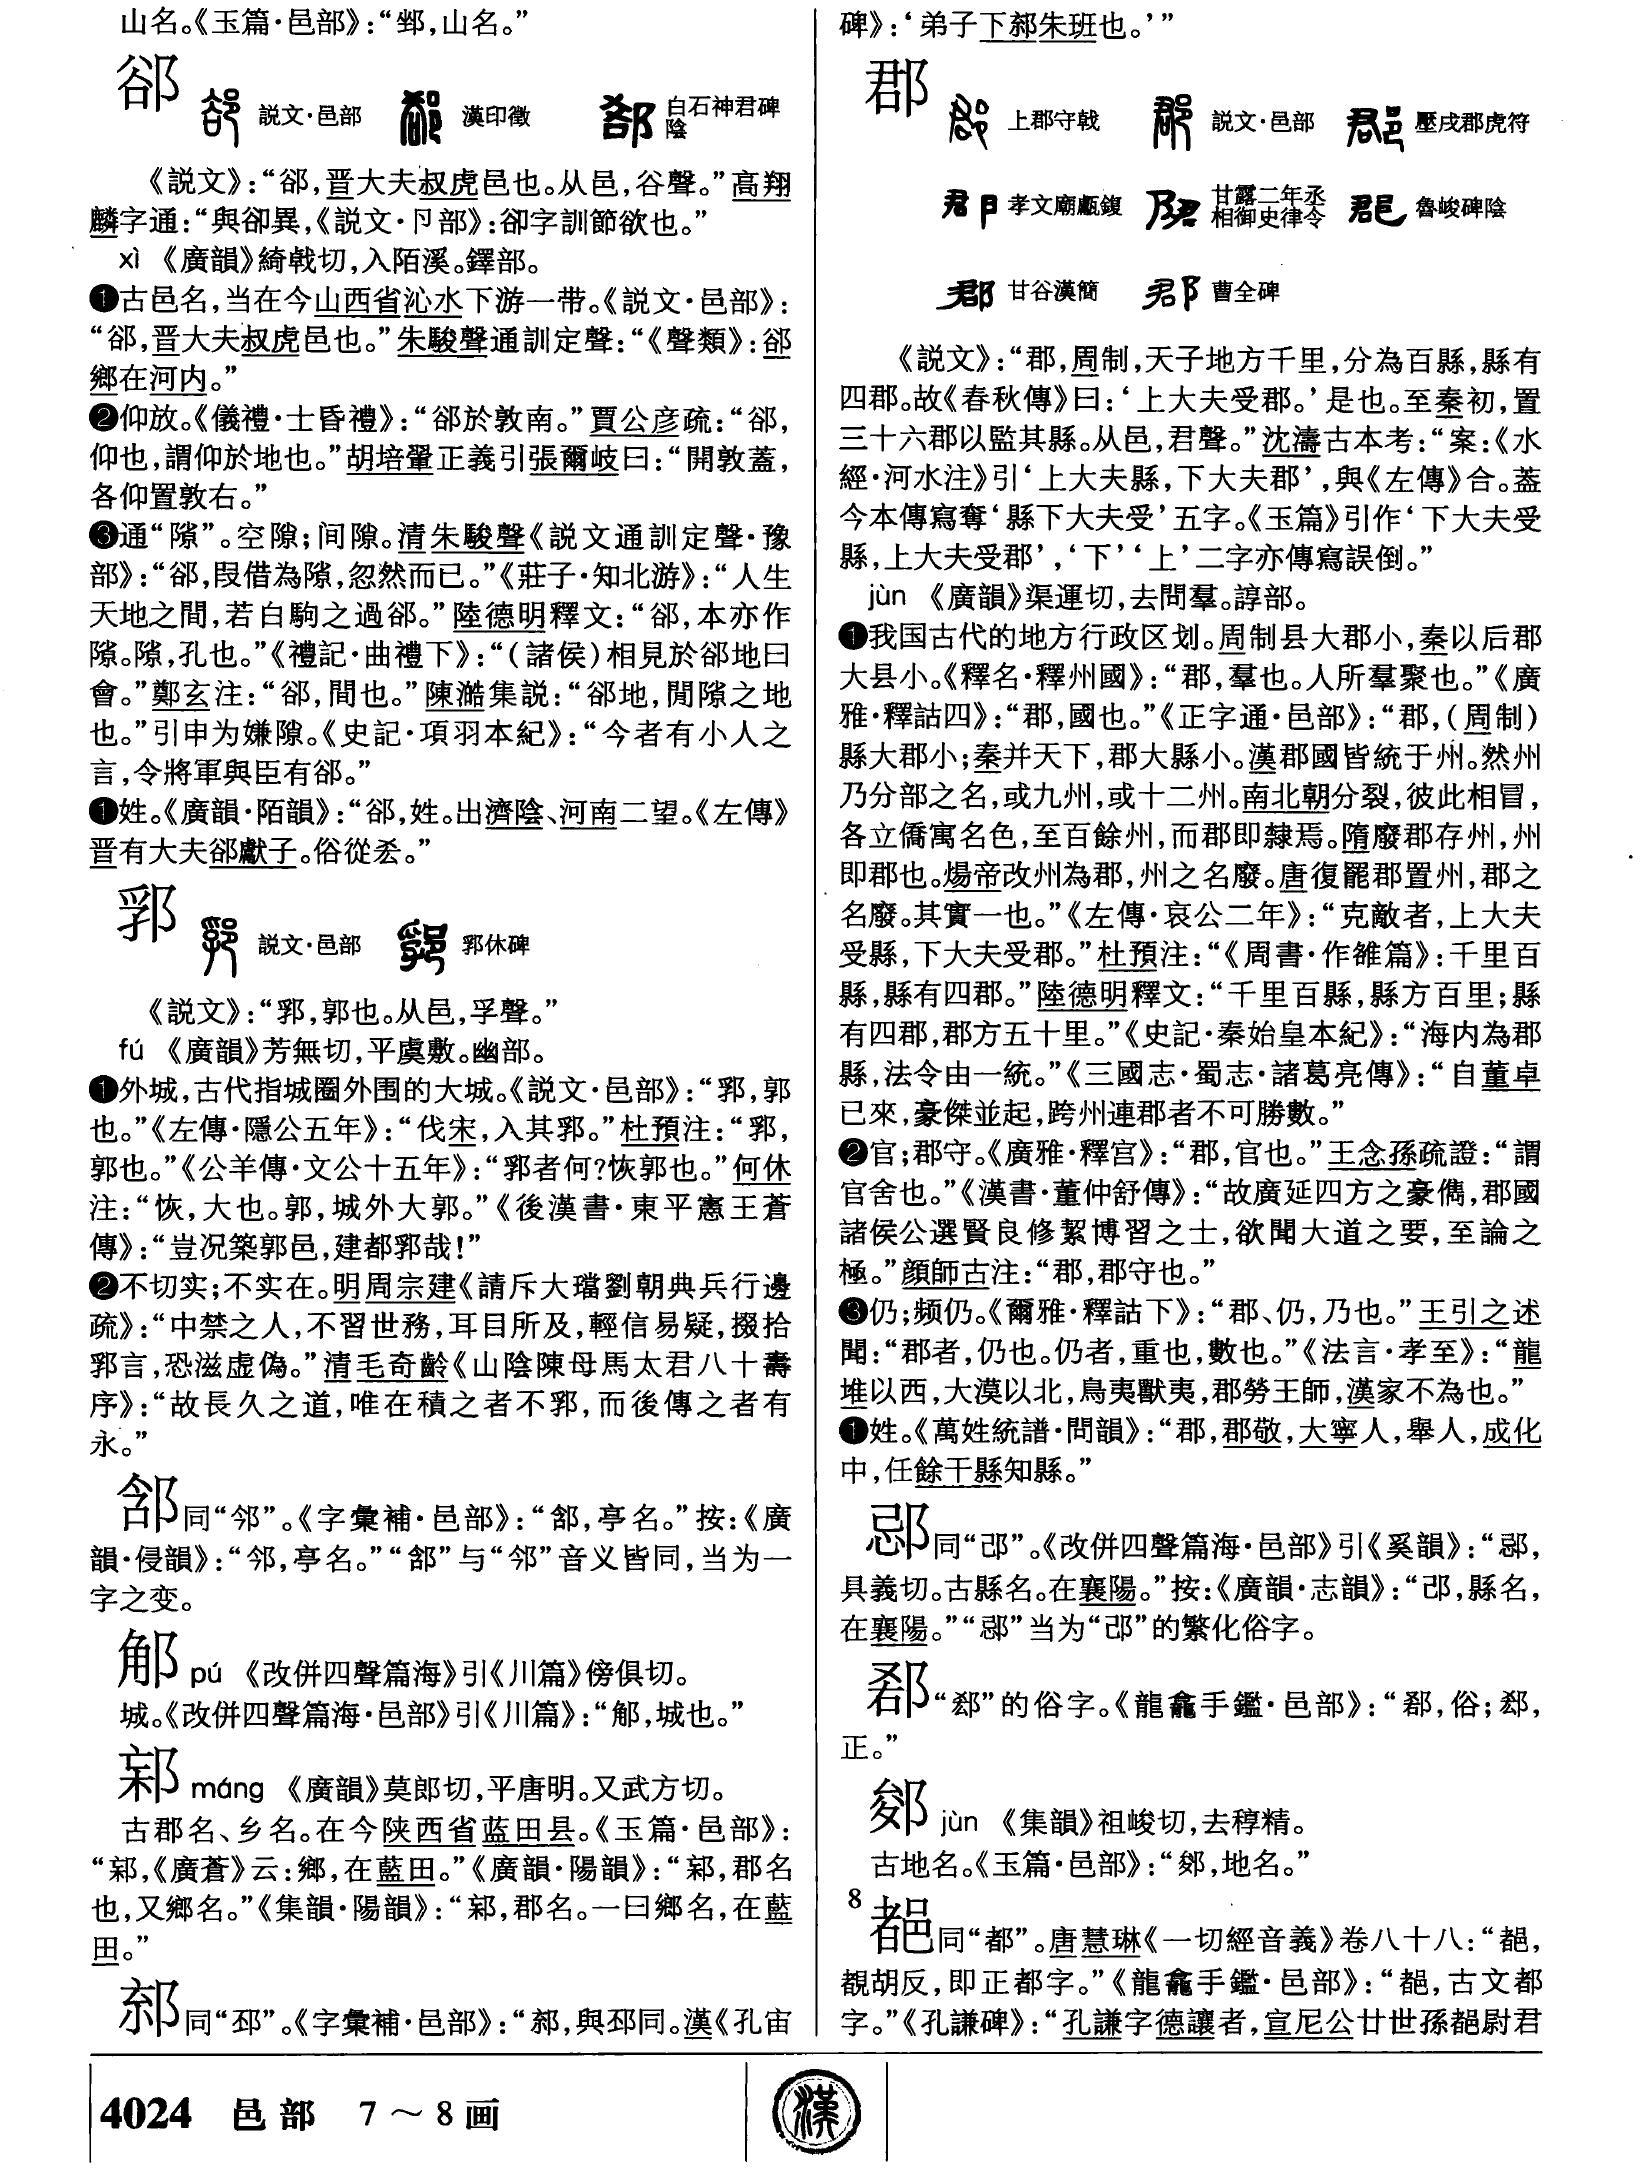 山名。《玉篇·邑部》：“䢼，山名。”
郤
説文·邑部 漢印徵 白石神君碑陰
《説文》：“郤，晋大夫叔虎邑也。从邑，谷聲。”高翔
麟字通：“與卻異，《説文·卪部》：卻字訓節欲也。”
xì 《廣韻》綺戟切，入陌溪。鐸部。
❶古邑名，当在今山西省沁水下游一带。《説文·邑部》：
“郤，晋大夫叔虎邑也。”朱駿聲通訓定聲：“《聲類》：郤
鄉在河内。”
❷仰放。《儀禮·士昏禮》：“郤於敦南。”賈公彦疏：“郤，
仰也，謂仰於地也。”胡培翬正義引張爾岐曰：“開敦蓋，
各仰置敦右。”
❸通“隙”。空隙；间隙。清朱駿聲《説文通訓定聲·豫
部》：“郤，叚借為隙，忽然而已。”《莊子·知北游》：“人生
天地之間，若白駒之過郤。”陸德明釋文：“郤，本亦作
隙。隙，孔也。”《禮記·曲禮下》：“（諸侯）相見於郤地曰
會。”鄭玄注：“郤，間也。”陳澔集説：“郤地，閒隙之地
也。”引申为嫌隙。《史記·項羽本紀》：“今者有小人之
言，令將軍與臣有郤。”
❶姓。《廣韻·陌韻》：“郤，姓。出濟陰、河南二望。《左傳》
晋有大夫郤獻子。俗從㕁。”
郛
説文·邑部 郛休碑
《説文》：“郛，郭也。从邑，孚聲。”
fú 《廣韻》芳無切，平虞敷。幽部。
❶外城，古代指城圈外围的大城。《説文·邑部》：“郛，郭
也。”《左傳·隱公五年》：“伐宋，入其郛。”杜預注：“郛，
郭也。”《公羊傳·文公十五年》：“郛者何？恢郭也。”何休
注：“恢，大也。郭，城外大郭。”《後漢書·東平憲王蒼
傳》：“豈况築郭邑，建都郛哉！”
❷不切实；不实在。明周宗建《請斥大璫劉朝典兵行邊
疏》：“中禁之人，不習世務，耳目所及，輕信易疑，掇拾
郛言，恐滋虚偽。”清毛奇齡《山陰陳母馬太君八十壽
序》：“故長久之道，唯在積之者不郛，而後傳之者有
永。”
同“䢴”。《字彙補·邑部》：“，亭名。”按：《廣
韻·侵韻》：“䢴，亭名。”“”与“䢴”音义皆同，当为一
字之变。
pú 《改併四聲篇海》引《川篇》傍俱切。
城。《改併四聲篇海·邑部》引《川篇》：“，城也。”
máng 《廣韻》莫郎切，平唐明。又武方切。
古郡名、乡名。在今陕西省蓝田县。《玉篇·邑部》：
“，《廣蒼》云：鄉，在藍田。”《廣韻·陽韻》：“，郡名
也，又鄉名。”《集韻·陽韻》：“，郡名。一曰鄉名，在藍
田。”
同“邳”。《字彙補·邑部》：“，與邳同。漢《孔宙
碑》：‘弟子下朱班也。’”
郡
上郡守戟 説文·邑部 壓戌郡虎符
孝文廟甗鍑 甘露二年丞相御史律令 魯峻碑陰
甘谷漢簡 曹全碑
《説文》：“郡，周制，天子地方千里，分為百縣，縣有
四郡。故《春秋傳》曰：‘上大夫受郡。’是也。至秦初，置
三十六郡以監其縣。从邑，君聲。”沈濤古本考：“案：《水
經·河水注》引‘上大夫縣，下大夫郡’，與《左傳》合。蓋
今本傳寫奪‘縣下大夫受’五字。《玉篇》引作‘下大夫受
縣，上大夫受郡’，‘下’‘上’二字亦傳寫誤倒。”
jùn 《廣韻》渠運切，去問羣。諄部。
❶我国古代的地方行政区划。周制县大郡小，秦以后郡
大县小。《釋名·釋州國》：“郡，羣也。人所羣聚也。”《廣
雅·釋詁四》：“郡，國也。”《正字通·邑部》：“郡，（周制）
縣大郡小；秦并天下，郡大縣小。漢郡國皆統于州。然州
乃分部之名，或九州，或十二州。南北朝分裂，彼此相冒，
各立僑寓名色，至百餘州，而郡即隸焉。隋廢郡存州，州
即郡也。煬帝改州為郡，州之名廢。唐復罷郡置州，郡之
名廢。其實一也。”《左傳·哀公二年》：“克敵者，上大夫
受縣，下大夫受郡。”杜預注：“《周書·作雒篇》：千里百
縣，縣有四郡。”陸德明釋文：“千里百縣，縣方百里；縣
有四郡，郡方五十里。”《史記·秦始皇本紀》：“海内為郡
縣，法令由一統。”《三國志·蜀志·諸葛亮傳》：“自董卓
已來，豪傑並起，跨州連郡者不可勝數。”
❷官；郡守。《廣雅·釋宫》：“郡，官也。”王念孫疏證：“謂
官舍也。”《漢書·董仲舒傳》：“故廣延四方之豪儁，郡國
諸侯公選賢良修絜博習之士，欲聞大道之要，至論之
極。”顔師古注：“郡，郡守也。”
❸仍；频仍。《爾雅·釋詁下》：“郡、仍，乃也。”王引之述
聞：“郡者，仍也。仍者，重也，數也。”《法言·孝至》：“龍
堆以西，大漠以北，鳥夷獸夷，郡勞王師，漢家不為也。”
❶姓。《萬姓統譜·問韻》：“郡，郡敬，大寧人，舉人，成化
中，任餘干縣知縣。”
同“邔”。《改併四聲篇海·邑部》引《奚韻》：“，
具義切。古縣名。在襄陽。”按：《廣韻·志韻》：“邔，縣名，
在襄陽。”“”当为“邔”的繁化俗字。
“郄”的俗字。《龍龕手鑑·邑部》：“，俗；郄，
正。”
jùn 《集韻》祖峻切，去稕精。
古地名。《玉篇·邑部》：“，地名。”
8
同“都”。唐慧琳《一切經音義》卷八十八：“，
覩胡反，即正都字。”《龍龕手鑑·邑部》：“，古文都
字。”《孔謙碑》：“孔謙字德讓者，宣尼公廿世孫尉君
4024 邑部 7～8画
漢